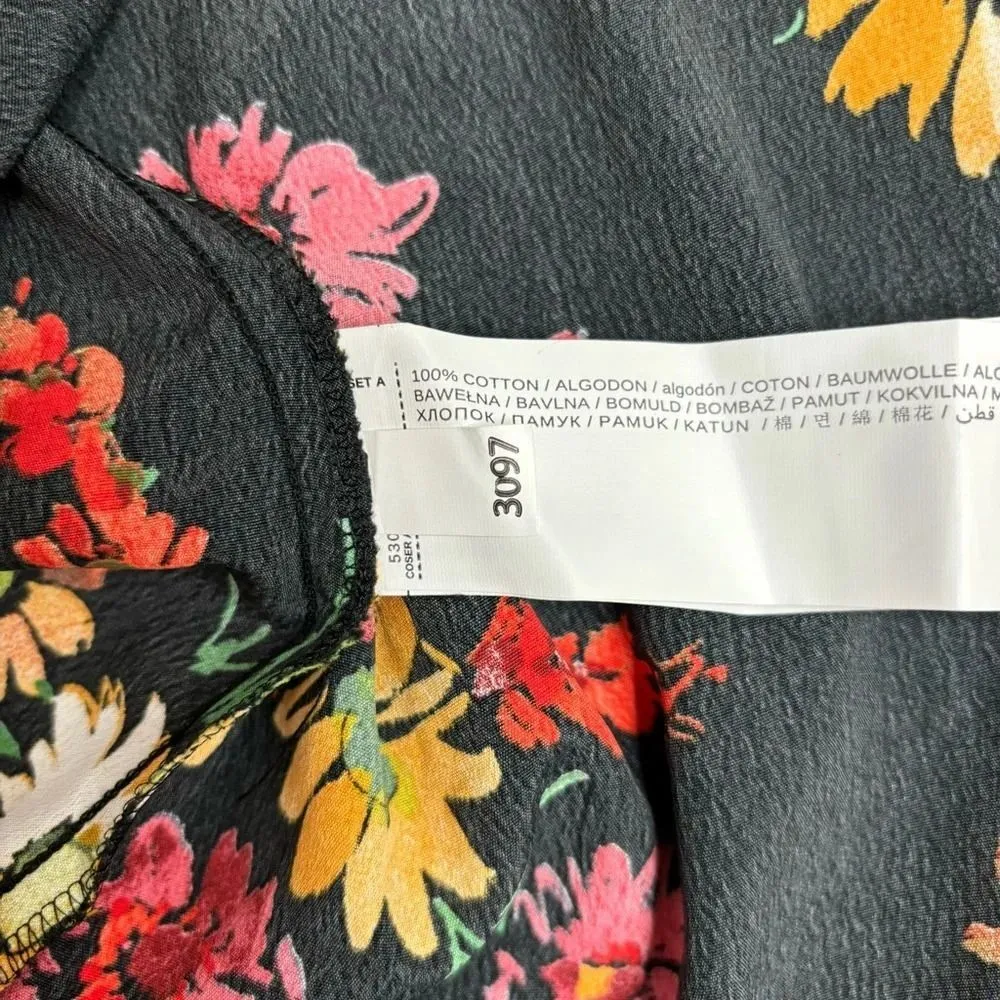 SET A
100% COTTON / ALGODON / algodón / COTON / BAUMWOLLE / ALG
BAWEŁNA / BAVLNA / BOMULD / BOMBAŽ / PAMUT / KOKVILNA / M
ХЛОПОК / ПАМУК / PAMUK / KATUN / 棉 / 면 / 綿 / 棉花 / قطن
3097
530
COSER